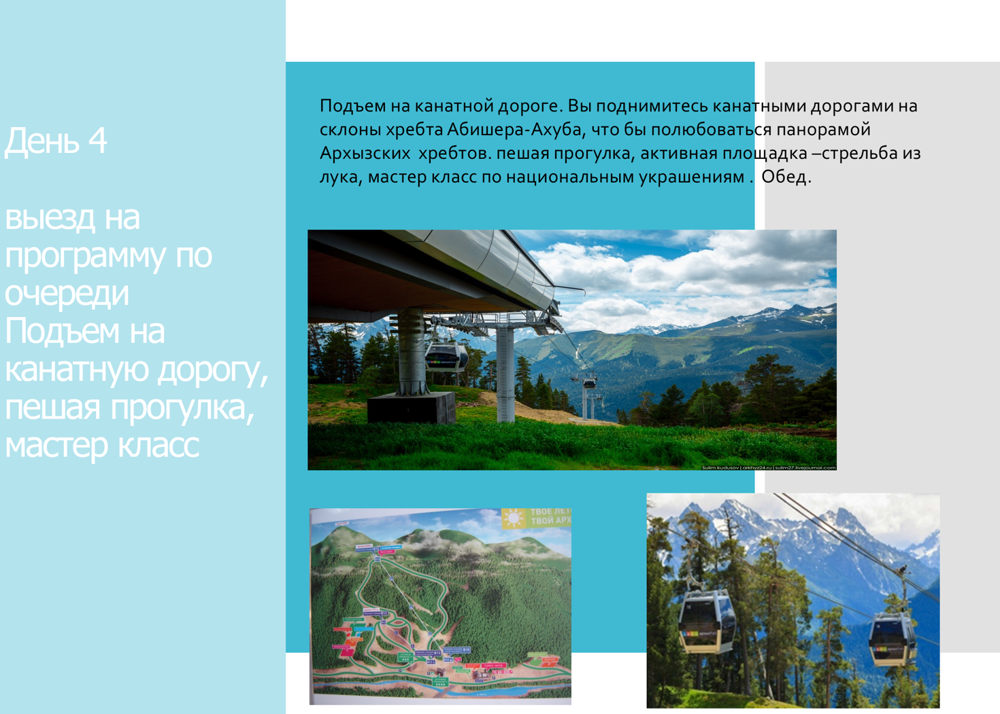 День 4
выезд на
программу по
очереди
Подъем на
канатную дорогу,
пешая прогулка,
мастер класс
Подъем на канатной дороге. Вы поднимитесь канатными дорогами на
склоны хребта Абишера-Ахуба, что бы полюбоваться панорамой
Архызских  хребтов. пешая прогулка, активная площадка –стрельба из
лука, мастер класс по национальным украшениям .  Обед.
Sulim kudusov | arkhyz24.ru | sulim27.livejournal.com
ТВОЕ ЛЕТ
ТВОЙ АРХ